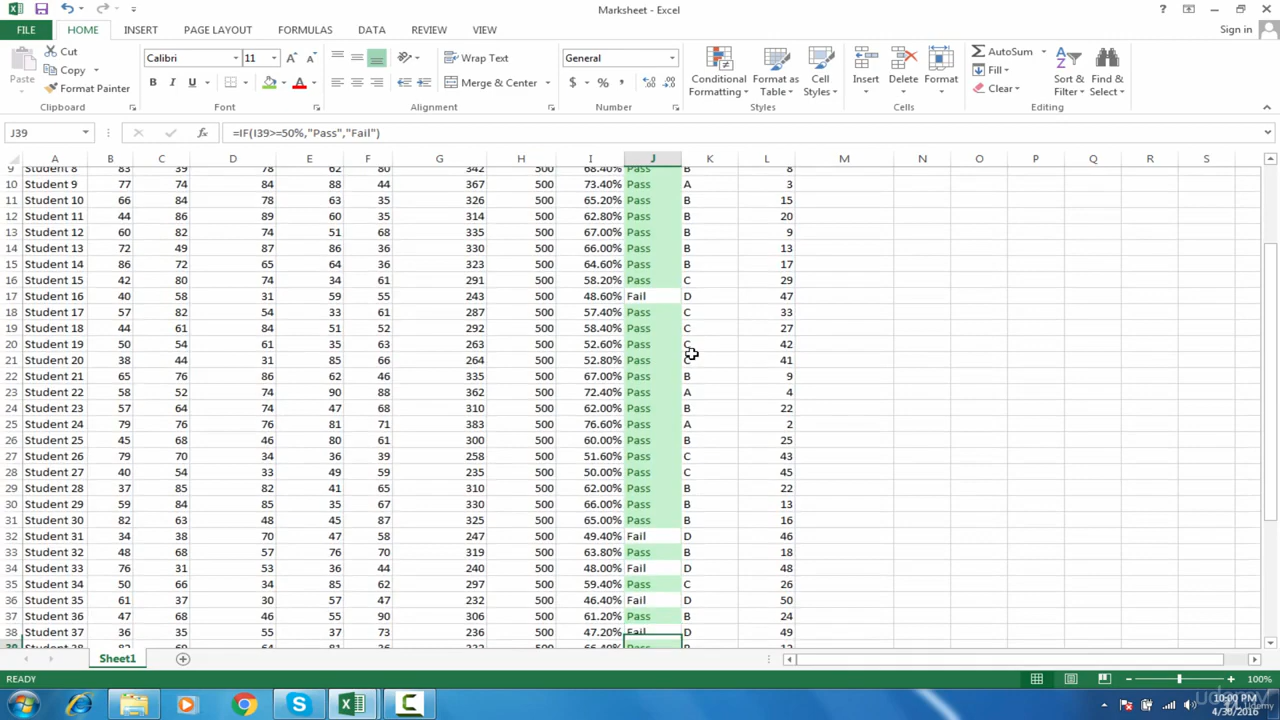 Marksheet - Excel
FILE HOME INSERT PAGE LAYOUT FORMULAS DATA REVIEW VIEW Sign in
Paste Cut Copy Format Painter Clipboard
Calibri 11 B I U A Font
Wrap Text Merge & Center Alignment
General $ % , Number
Conditional Formatting Format as Table Cell Styles Styles
Insert Delete Format Cells
AutoSum Fill Clear Sort & Filter Find & Select Editing
J39 fx =IF(I39>=50%,"Pass","Fail")
A B C D E F G H I J K L M N O P Q R S
9 Student 8 83 39 78 62 80 342 500 68.40% Pass B 8
10 Student 9 77 74 84 88 44 367 500 73.40% Pass A 3
11 Student 10 66 84 78 63 35 326 500 65.20% Pass B 15
12 Student 11 44 86 89 60 35 314 500 62.80% Pass B 20
13 Student 12 60 82 74 51 68 335 500 67.00% Pass B 9
14 Student 13 72 49 87 86 36 330 500 66.00% Pass B 13
15 Student 14 86 72 65 64 36 323 500 64.60% Pass B 17
16 Student 15 42 80 74 34 61 291 500 58.20% Pass C 29
17 Student 16 40 58 31 59 55 243 500 48.60% Fail D 47
18 Student 17 57 82 54 33 61 287 500 57.40% Pass C 33
19 Student 18 44 61 84 51 52 292 500 58.40% Pass C 27
20 Student 19 50 54 61 35 63 263 500 52.60% Pass C 42
21 Student 20 38 44 31 85 66 264 500 52.80% Pass C 41
22 Student 21 65 76 86 62 46 335 500 67.00% Pass B 9
23 Student 22 58 52 74 90 88 362 500 72.40% Pass A 4
24 Student 23 57 64 74 47 68 310 500 62.00% Pass B 22
25 Student 24 79 76 76 81 71 383 500 76.60% Pass A 2
26 Student 25 45 68 46 80 61 300 500 60.00% Pass B 25
27 Student 26 79 70 34 36 39 258 500 51.60% Pass C 43
28 Student 27 40 54 33 49 59 235 500 50.00% Pass C 45
29 Student 28 37 85 82 41 65 310 500 62.00% Pass B 22
30 Student 29 59 84 85 35 67 330 500 66.00% Pass B 13
31 Student 30 82 63 48 45 87 325 500 65.00% Pass B 16
32 Student 31 34 38 70 47 58 247 500 49.40% Fail D 46
33 Student 32 48 68 57 76 70 319 500 63.80% Pass B 18
34 Student 33 76 31 53 36 44 240 500 48.00% Fail D 48
35 Student 34 50 66 34 85 62 297 500 59.40% Pass C 26
36 Student 35 61 37 30 57 47 232 500 46.40% Fail D 50
37 Student 36 47 68 46 55 90 306 500 61.20% Pass B 24
38 Student 37 36 35 55 37 73 236 500 47.20% Fail D 49
39 Student 38 82 69 64 81 36 332 500 66.40% Pass B 12
Sheet1
READY 100%
10:00 PM
4/30/2016
udemy
Udemy